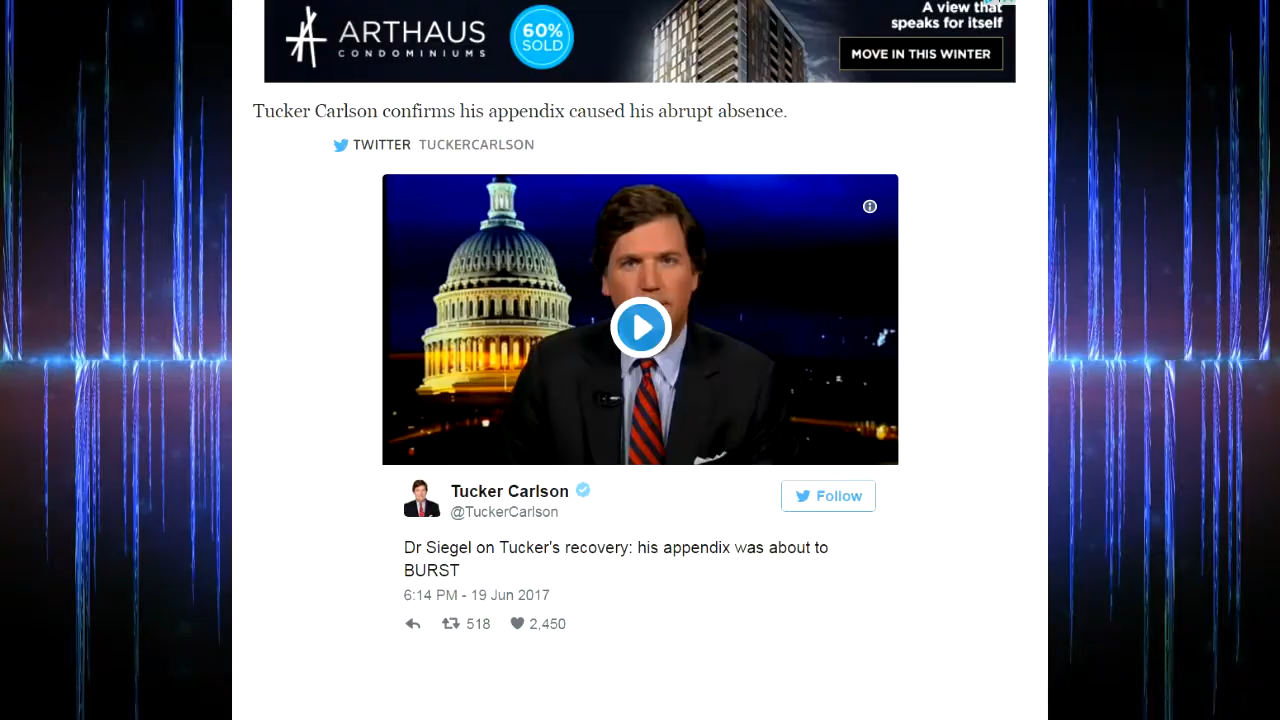 ARTHAUS
CONDOMINIUMS
60%
SOLD
A view that
speaks for itself
MOVE IN THIS WINTER
Tucker Carlson confirms his appendix caused his abrupt absence.
TWITTER TUCKERCARLSON
Tucker Carlson
@TuckerCarlson
Follow
Dr Siegel on Tucker's recovery: his appendix was about to
BURST
6:14 PM - 19 Jun 2017
518 2,450